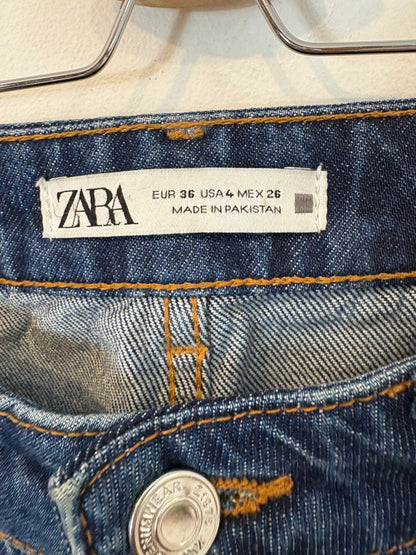 ZARA
EUR 36 USA 4 MEX 26
MADE IN PAKISTAN